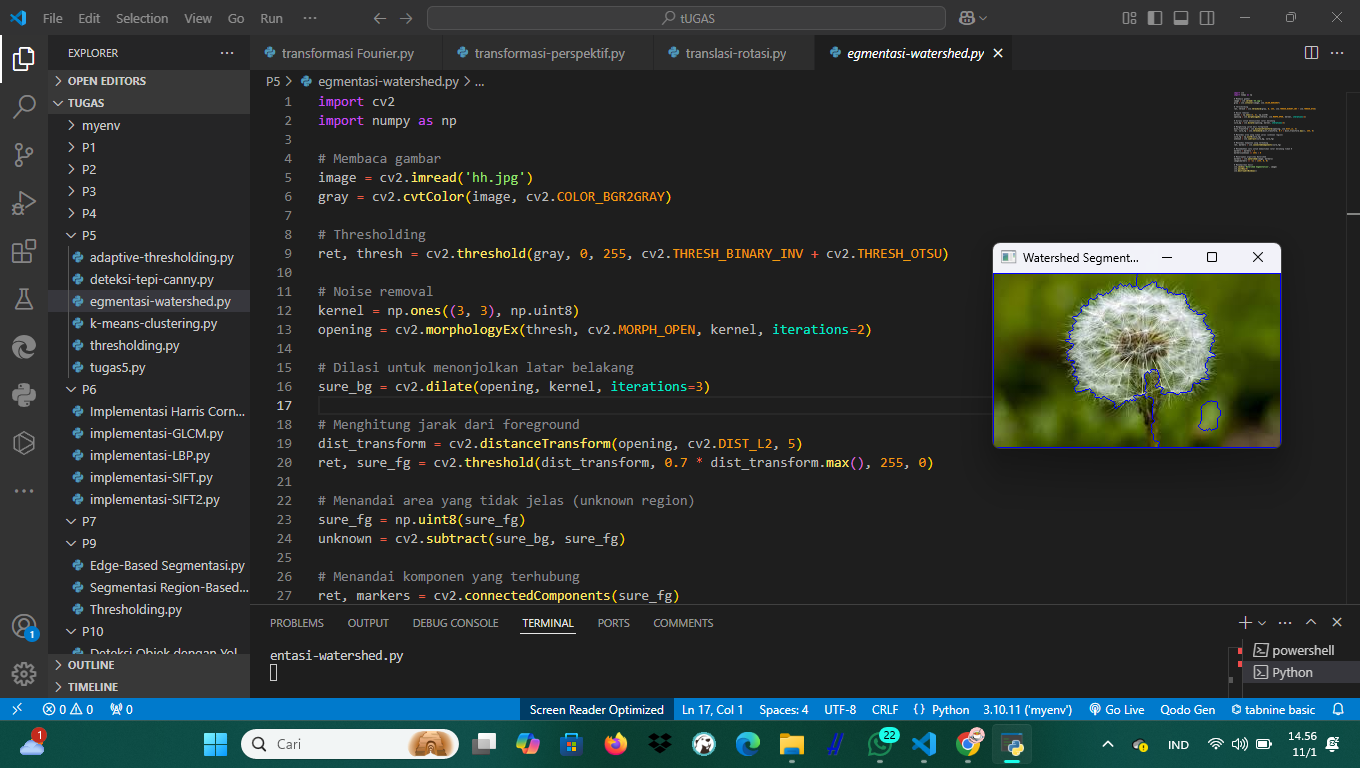 File Edit Selection View Go Run ···
tUGAS
EXPLORER ···
OPEN EDITORS
TUGAS
myenv
P1
P2
P3
P4
P5
adaptive-thresholding.py
deteksi-tepi-canny.py
egmentasi-watershed.py
k-means-clustering.py
thresholding.py
tugas5.py
P6
Implementasi Harris Corn...
implementasi-GLCM.py
implementasi-LBP.py
implementasi-SIFT.py
implementasi-SIFT2.py
P7
P9
Edge-Based Segmentasi.py
Segmentasi Region-Based...
Thresholding.py
P10
Deteksi Objek dengan Yol...
OUTLINE
TIMELINE
transformasi Fourier.py transformasi-perspektif.py translasi-rotasi.py egmentasi-watershed.py
P5 > egmentasi-watershed.py > ...
1 import cv2
2 import numpy as np
3
4 # Membaca gambar
5 image = cv2.imread('hh.jpg')
6 gray = cv2.cvtColor(image, cv2.COLOR_BGR2GRAY)
7
8 # Thresholding
9 ret, thresh = cv2.threshold(gray, 0, 255, cv2.THRESH_BINARY_INV + cv2.THRESH_OTSU)
10
11 # Noise removal
12 kernel = np.ones((3, 3), np.uint8)
13 opening = cv2.morphologyEx(thresh, cv2.MORPH_OPEN, kernel, iterations=2)
14
15 # Dilasi untuk menonjolkan latar belakang
16 sure_bg = cv2.dilate(opening, kernel, iterations=3)
17
18 # Menghitung jarak dari foreground
19 dist_transform = cv2.distanceTransform(opening, cv2.DIST_L2, 5)
20 ret, sure_fg = cv2.threshold(dist_transform, 0.7 * dist_transform.max(), 255, 0)
21
22 # Menandai area yang tidak jelas (unknown region)
23 sure_fg = np.uint8(sure_fg)
24 unknown = cv2.subtract(sure_bg, sure_fg)
25
26 # Menandai komponen yang terhubung
27 ret, markers = cv2.connectedComponents(sure_fg)
Watershed Segment...
PROBLEMS OUTPUT DEBUG CONSOLE TERMINAL PORTS COMMENTS
entasi-watershed.py
powershell
Python
1
0 0 0 Screen Reader Optimized Ln 17, Col 1 Spaces: 4 UTF-8 CRLF {} Python 3.10.11 ('myenv') Go Live Qodo Gen tabnine basic
1 Cari 22 IND 14.56
11/1